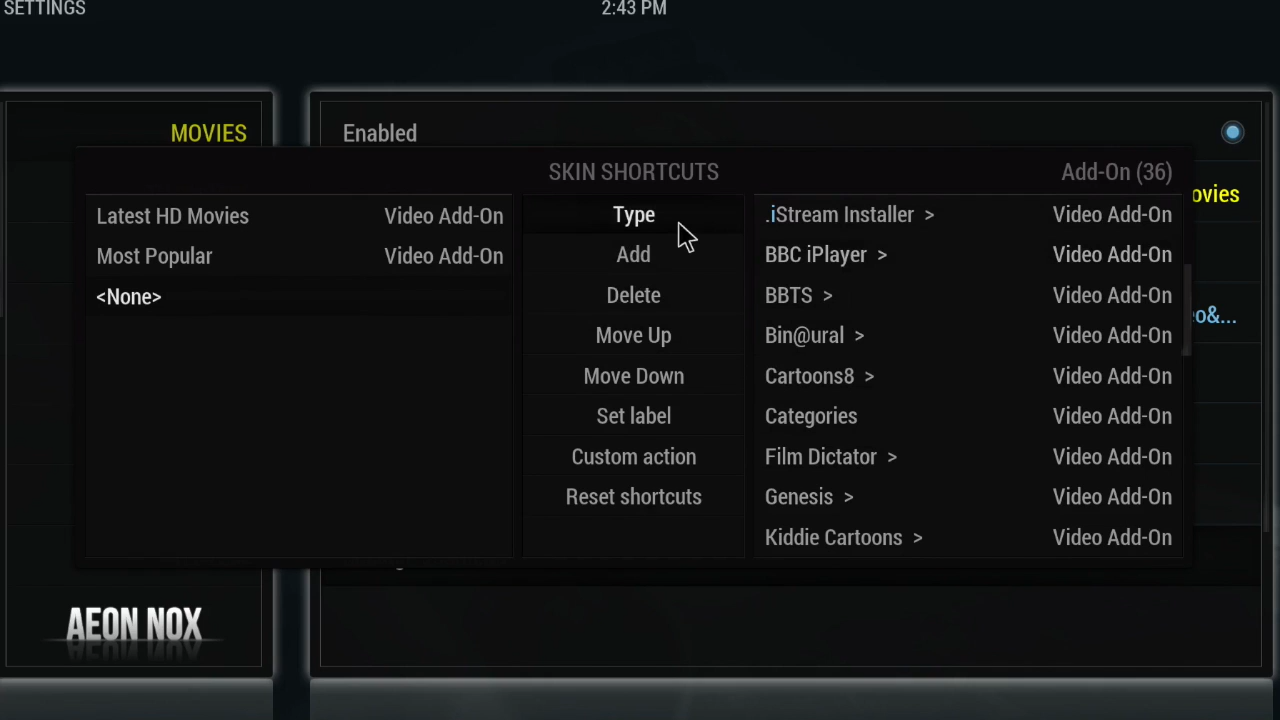 SETTINGS
2:43 PM
MOVIES
Enabled
SKIN SHORTCUTS
Add-On (36)
ovies
Latest HD Movies Video Add-On
Most Popular Video Add-On
<None>
Type
Add
Delete
Move Up
Move Down
Set label
Custom action
Reset shortcuts
.iStream Installer > Video Add-On
BBC iPlayer > Video Add-On
BBTS > Video Add-On
Bin@ural > Video Add-On
Cartoons8 > Video Add-On
Categories Video Add-On
Film Dictator > Video Add-On
Genesis > Video Add-On
Kiddie Cartoons > Video Add-On
eo&...
AEON NOX